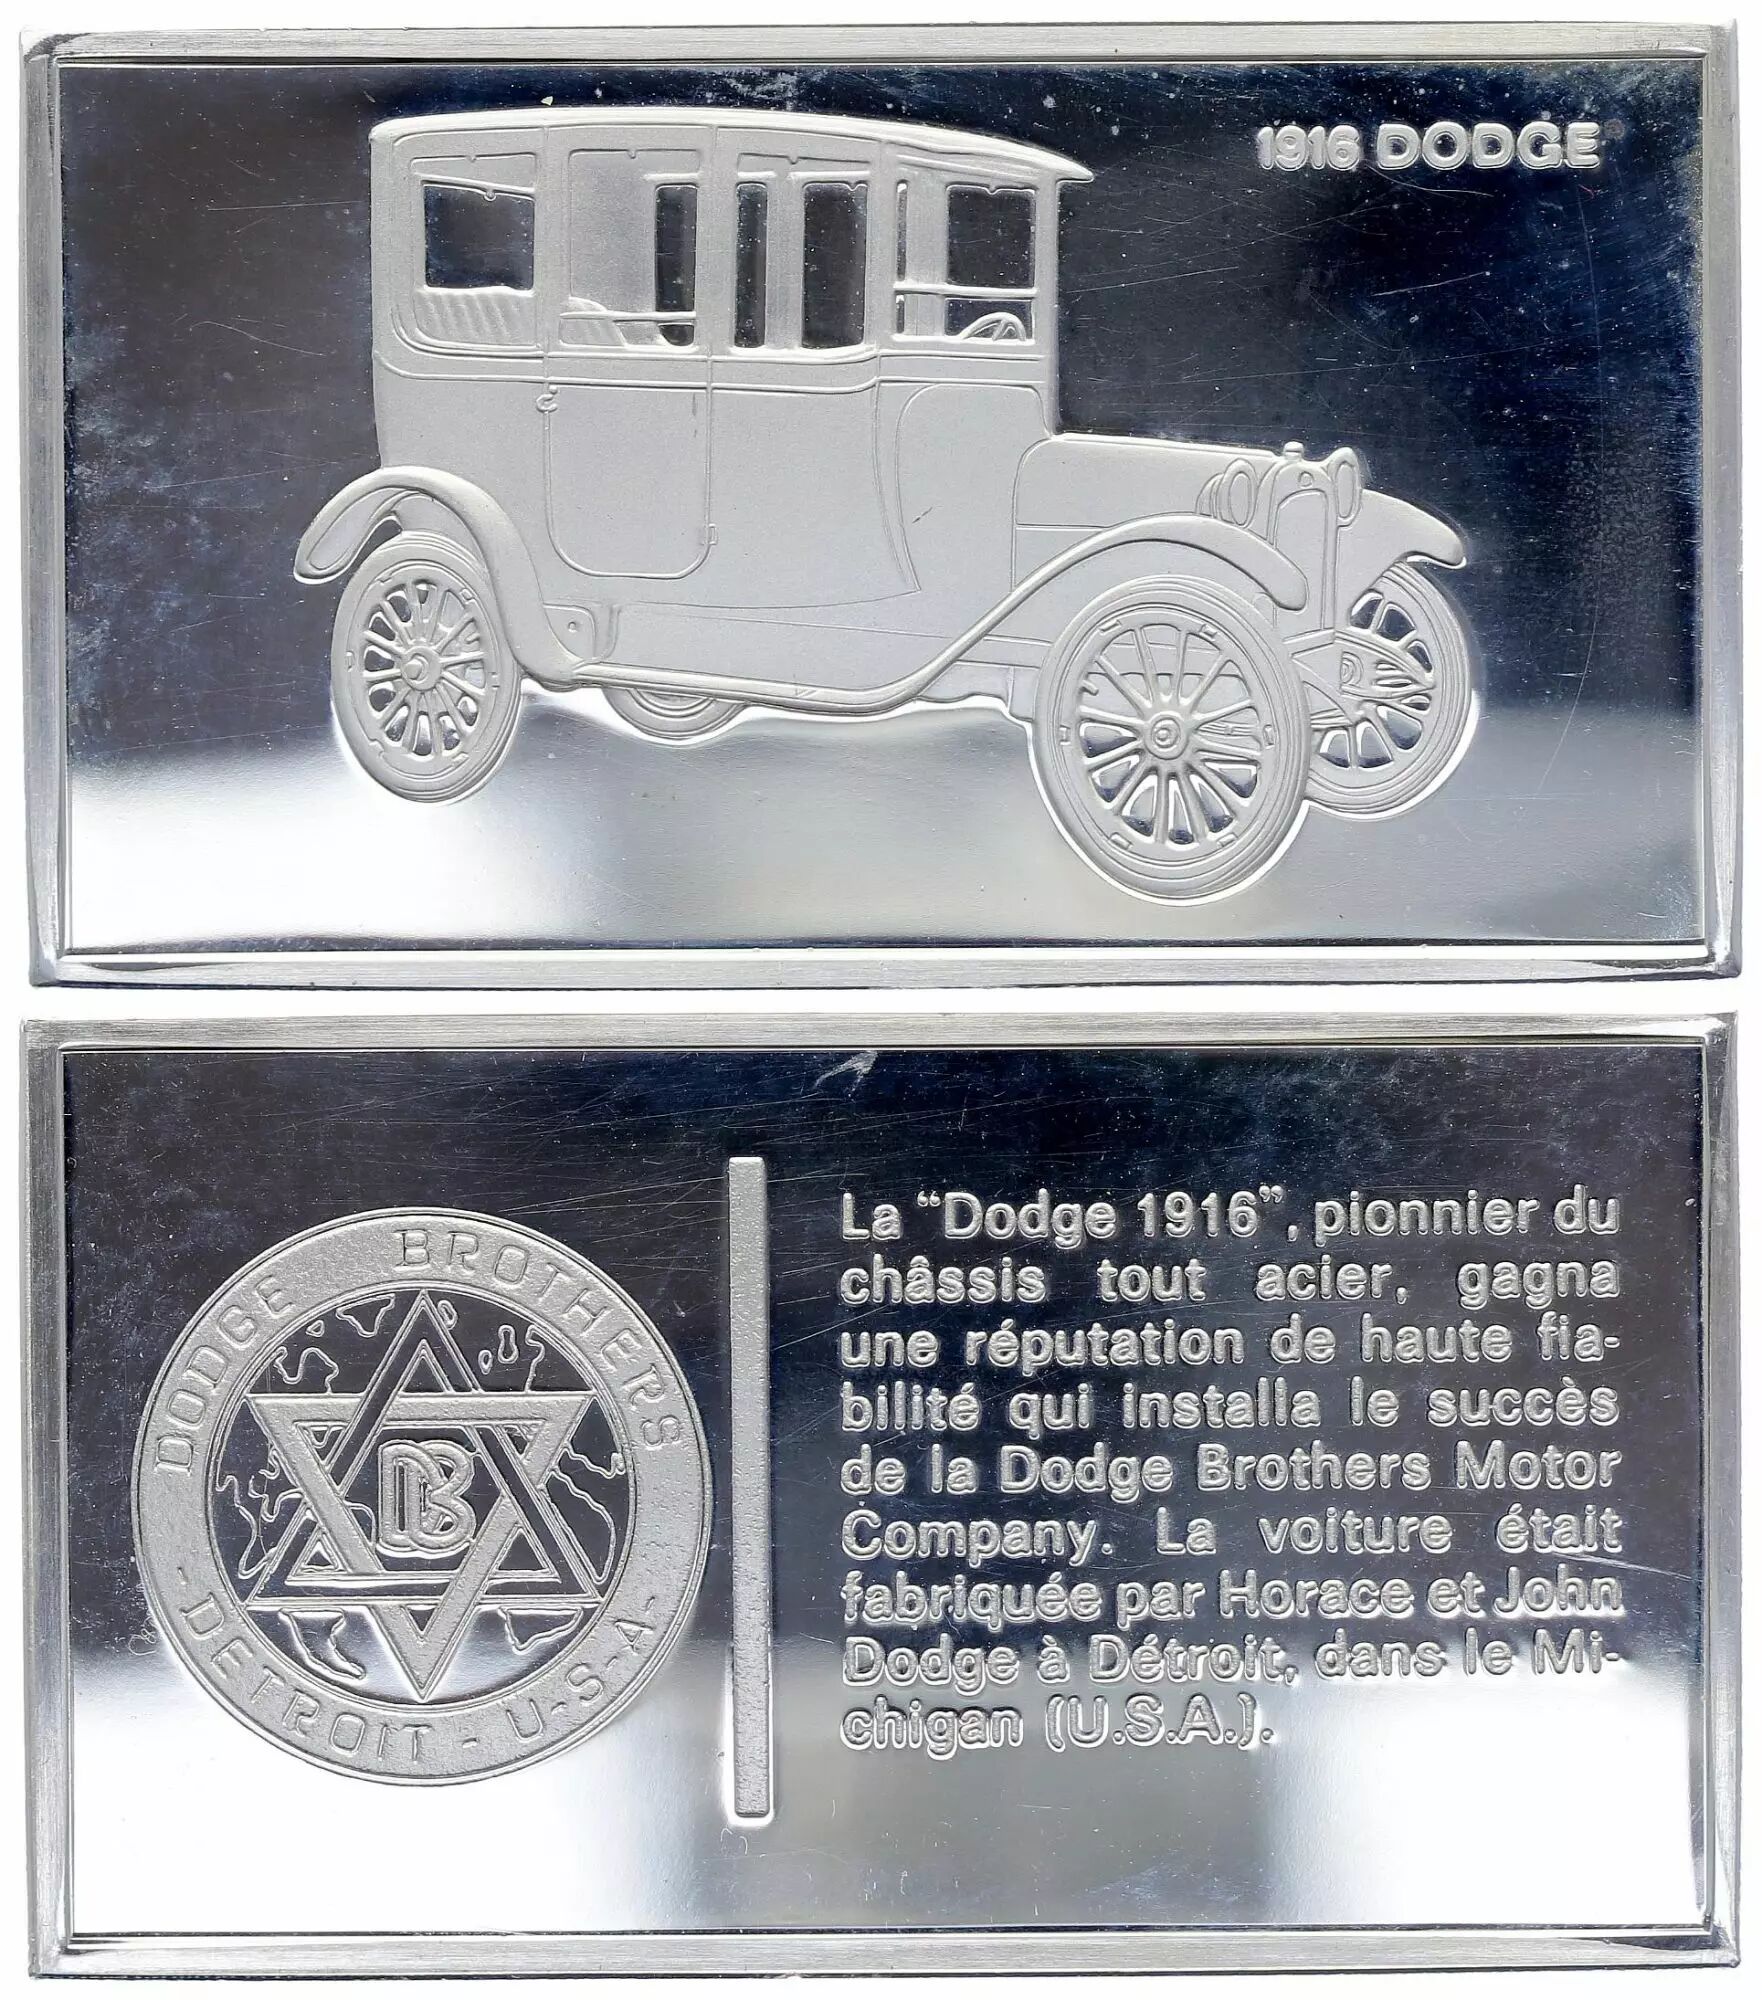 1916 DODGE
DODGE BROTHERS
DB
-DETROIT-U-S-A-
La “Dodge 1916”, pionnier du
châssis tout acier, gagna
une réputation de haute fia-
bilité qui installa le succès
de la Dodge Brothers Motor
Company. La voiture était
fabriquée par Horace et John
Dodge à Détroit, dans le Mi-
chigan (U.S.A.).